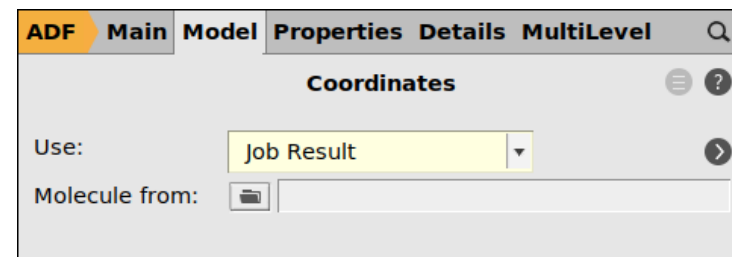 ADF Main Model Properties Details MultiLevel
Coordinates
Use: Job Result
Molecule from: